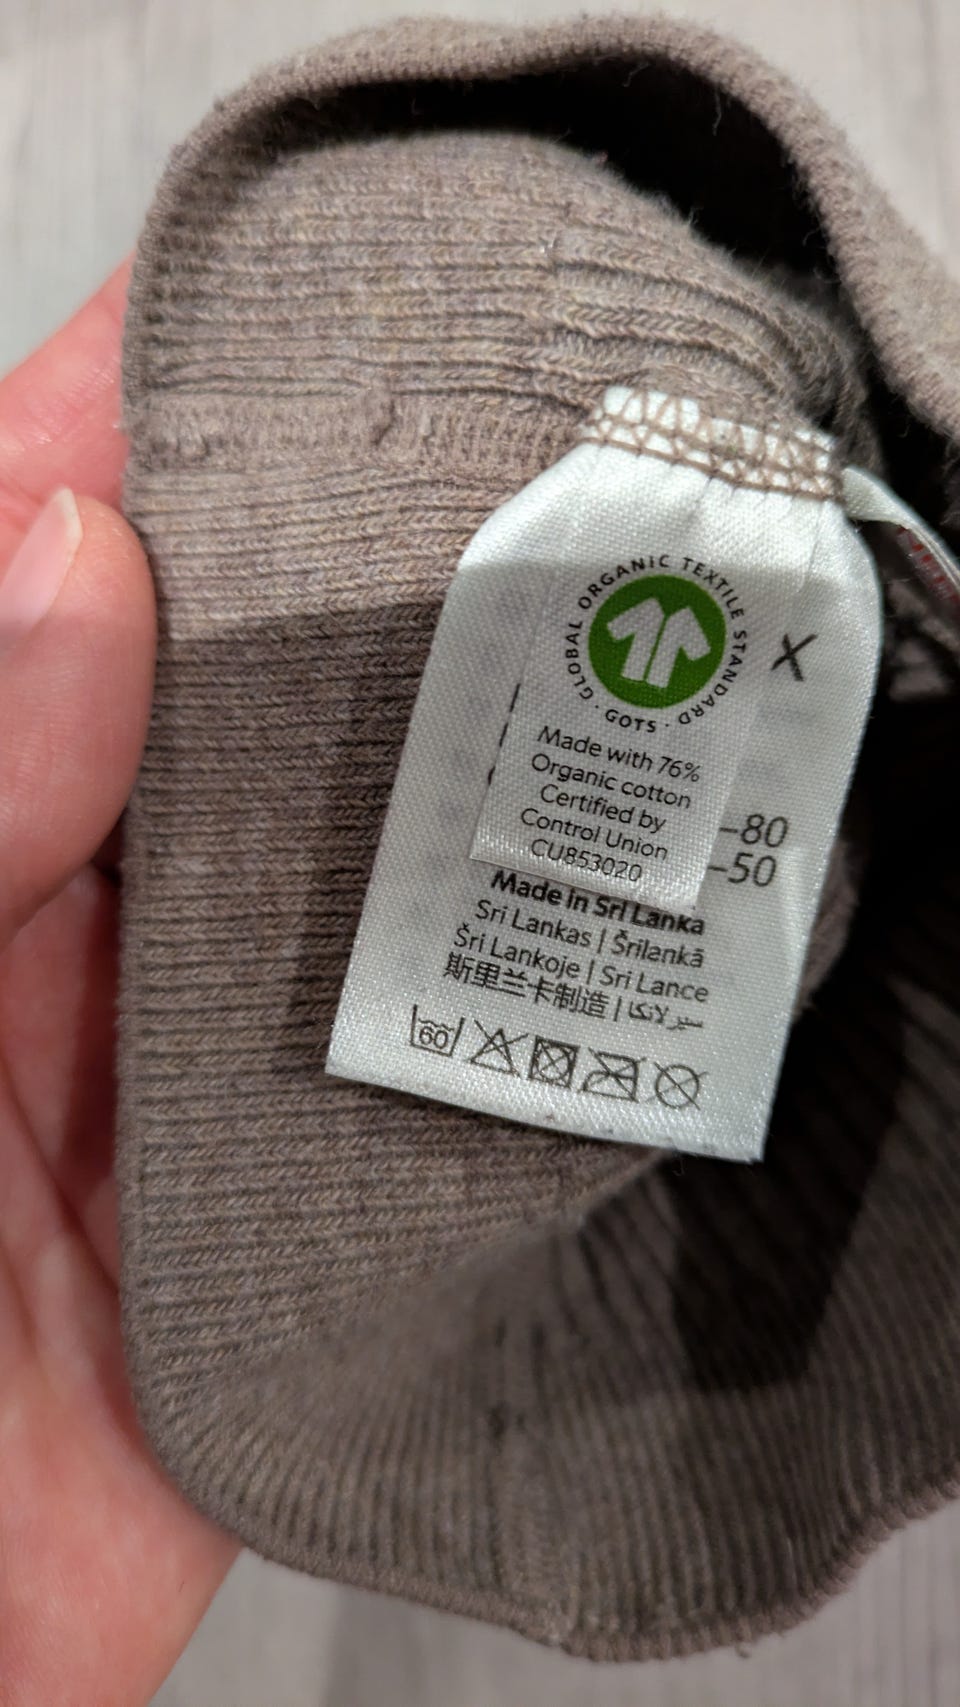 GLOBAL ORGANIC TEXTILE STANDARD
· GOTS ·
X
Made with 76%
Organic cotton
Certified by
Control Union
CU853020
–80
–50
Made in Sri Lanka
Sri Lankas | Šrilankā
Šri Lankoje | Sri Lance
斯里兰卡制造 | سريلانكا
60